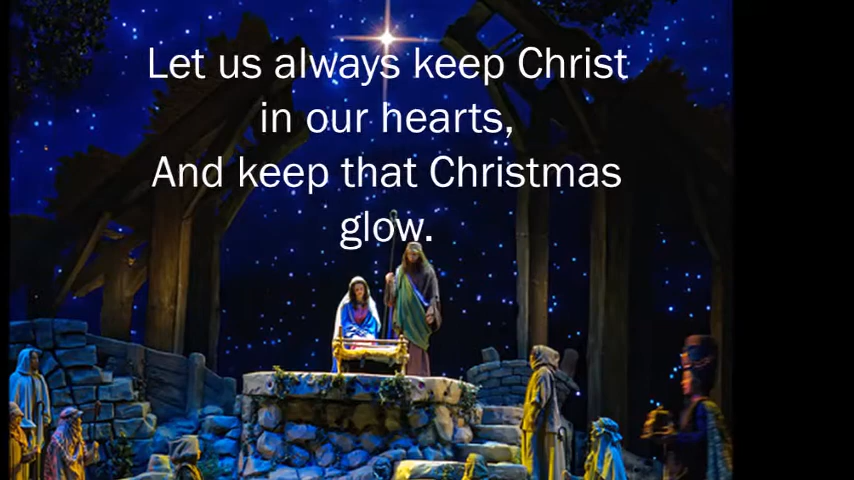 Let us always keep Christ
in our hearts,
And keep that Christmas
glow.